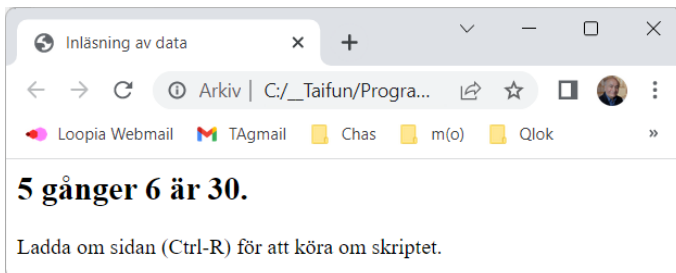 Inläsning av data
Arkiv | C:/__Taifun/Progra...
Loopia Webmail TAgmail Chas m(o) Qlok »
5 gånger 6 är 30.
Ladda om sidan (Ctrl-R) för att köra om skriptet.